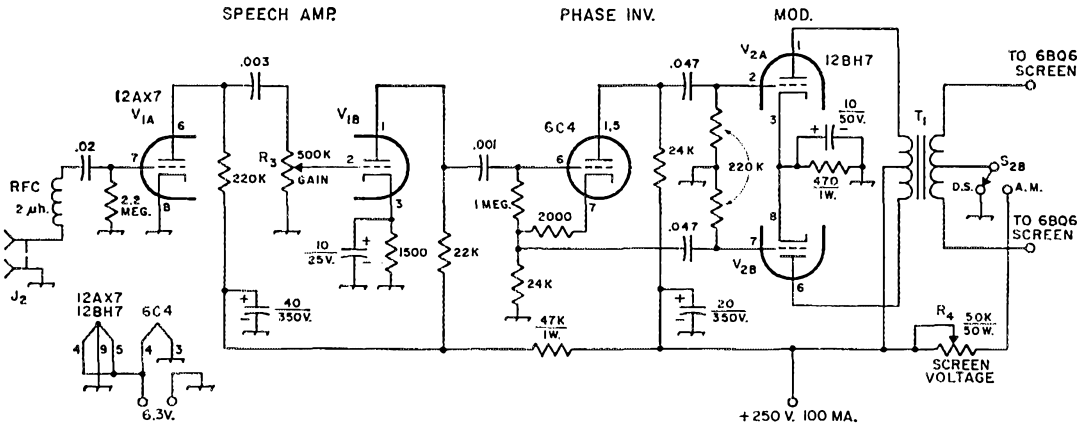 SPEECH AMP.
PHASE INV.
MOD.
.003
12AX7
V1A
6
7
8
.02
RFC
2 µh.
2.2
MEG.
J2
220K
R3
500K
GAIN
V1B
1
2
3
10
25V.
1500
22K
40
350V.
.001
6C4
1,5
6
7
1 MEG.
2000
24K
24K
47K
1W.
.047
.047
220K
20
350V.
V2A
12BH7
1
2
3
10
50V.
470
1W.
8
7
V2B
6
T1
TO 6BQ6
SCREEN
S2B
D.S.
A.M.
TO 6BQ6
SCREEN
R4
50K
50W.
SCREEN
VOLTAGE
12AX7
12BH7
6C4
4
9
5
4
3
6.3V.
+250 V. 100 MA.